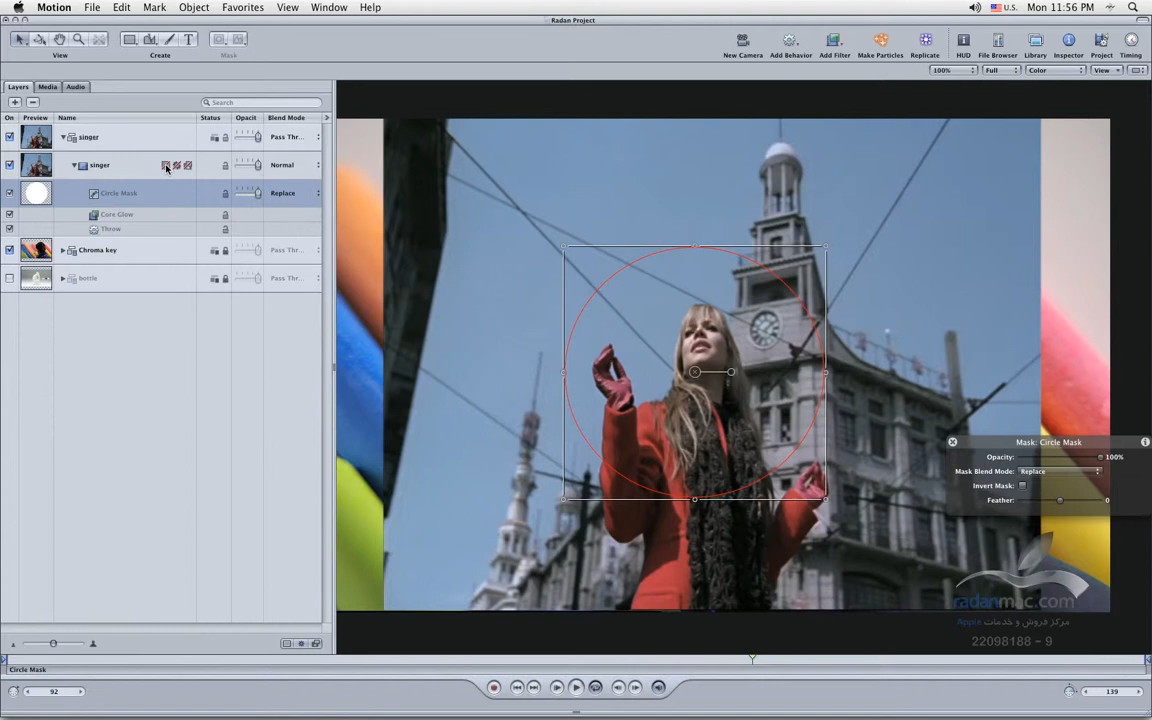 Motion File Edit Mark Object Favorites View Window Help
U.S. Mon 11:56 PM
Radan Project
View Create Mask
New Camera Add Behavior Add Filter Make Particles Replicate HUD File Browser Library Inspector Project Timing
100% Full Color View
Layers Media Audio
Search
On Preview Name Status Opacit Blend Mode
singer Pass Thr...
singer Normal
Circle Mask Replace
Core Glow
Throw
Chroma key Pass Thr...
bottle Pass Thr...
Mask: Circle Mask
Opacity: 100%
Mask Blend Mode: Replace
Invert Mask:
Feather: 0
radanmac.com
مرکز فروش و خدمات Apple
22098188 - 9
Circle Mask
92 139